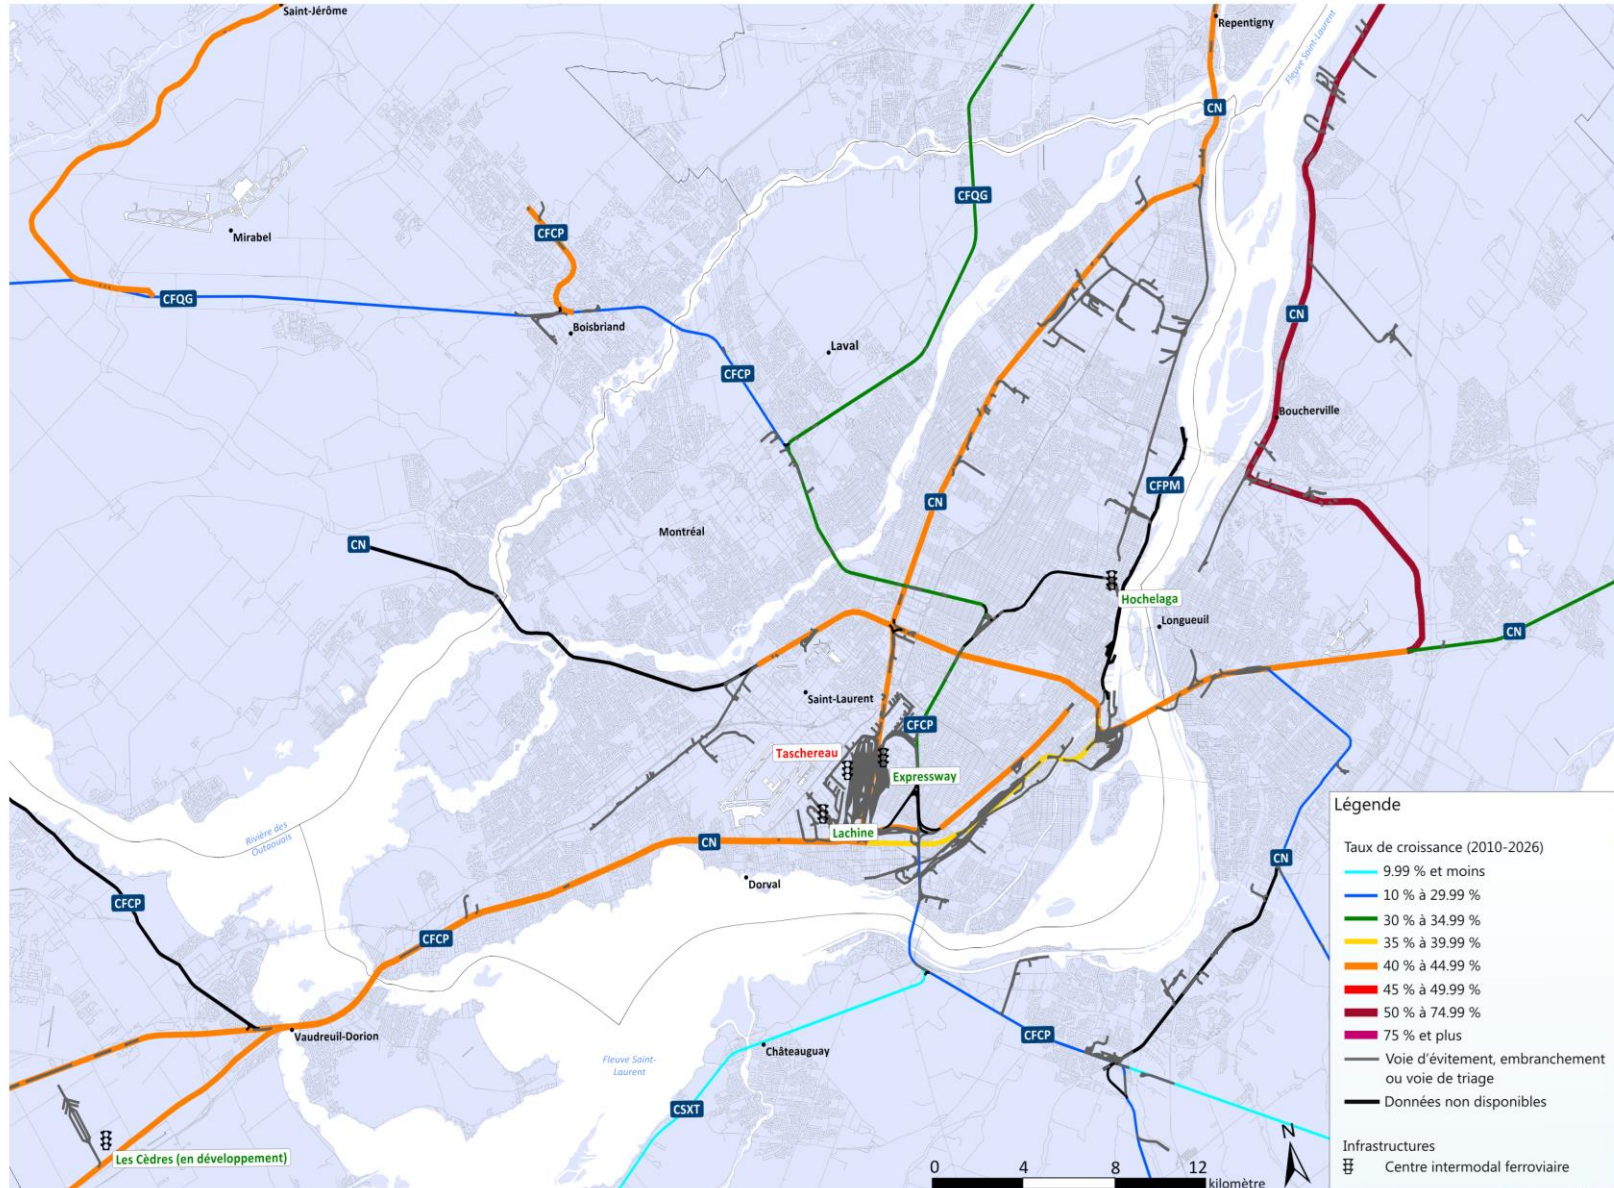 Saint-Jérôme
Repentigny
Fleuve Saint-Laurent
CN
CFQG
Mirabel
CFCP
CFQG
CN
Boisbriand
Laval
CFCP
Boucherville
CFPM
CN
Montréal
CN
Hochelaga
Longueuil
CN
Saint-Laurent
CFCP
Taschereau
Expressway
Rivière des
Outaouais
Lachine
CN
CN
Dorval
CFCP
CFCP
Vaudreuil-Dorion
CFCP
Châteauguay
Fleuve Saint-
Laurent
CSXT
Les Cèdres (en développement)
Légende
Taux de croissance (2010-2026)
9.99 % et moins
10 % à 29.99 %
30 % à 34.99 %
35 % à 39.99 %
40 % à 44.99 %
45 % à 49.99 %
50 % à 74.99 %
75 % et plus
Voie d'évitement, embranchement
ou voie de triage
Données non disponibles
Infrastructures
Centre intermodal ferroviaire
N
0 4 8 12
kilomètre